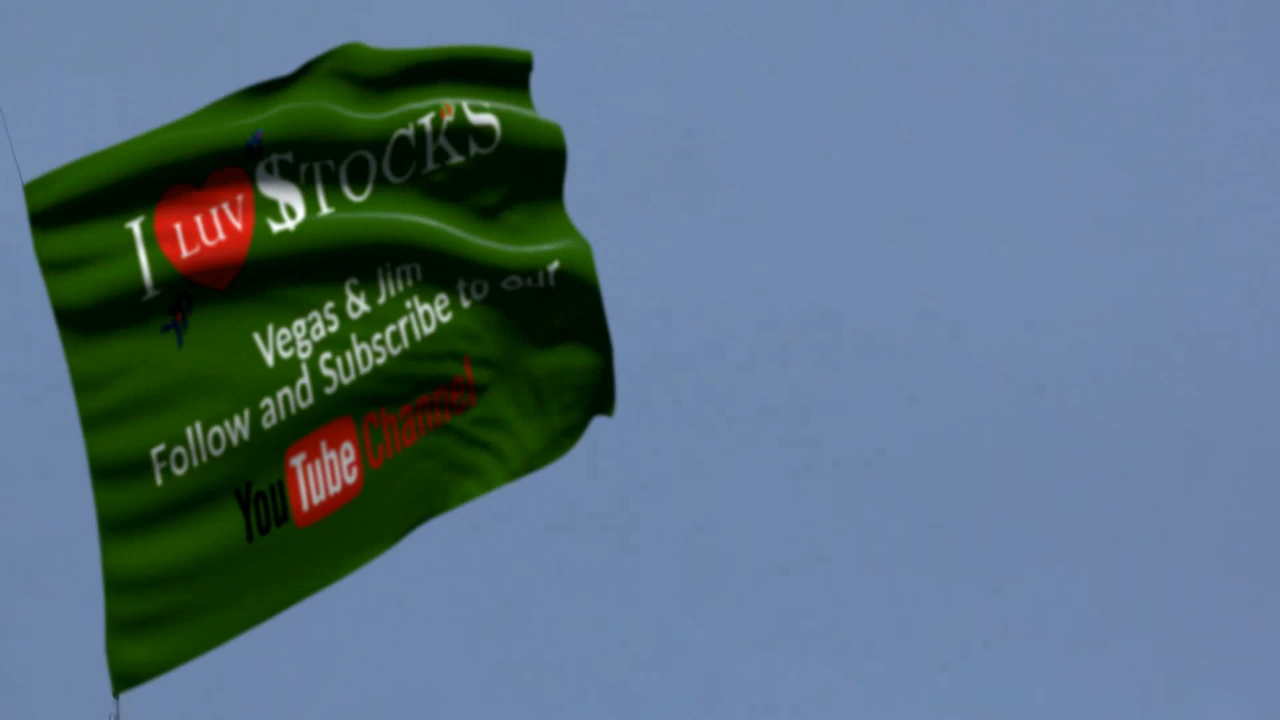 I LUV $TOCKS
Vegas & Jim
Follow and Subscribe to our
YouTube Channel